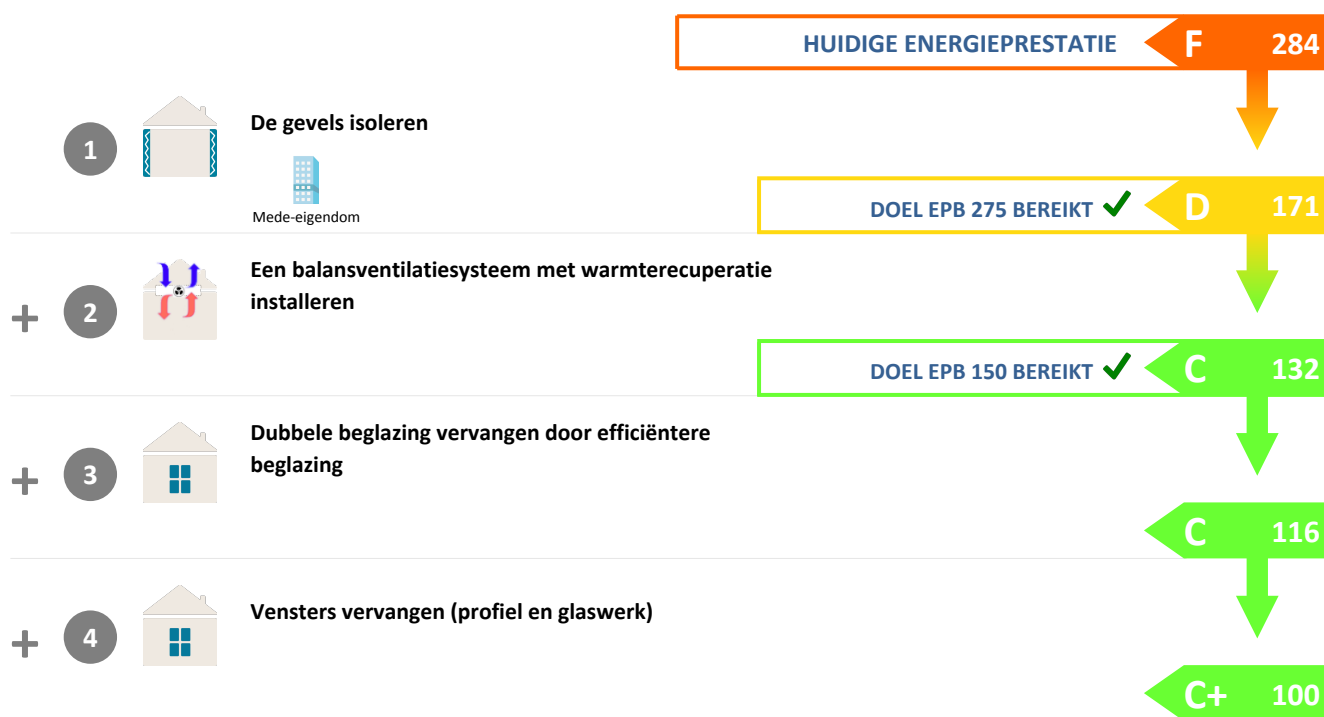 HUIDIGE ENERGIEPRESTATIE F 284
1 De gevels isoleren
Mede-eigendom
DOEL EPB 275 BEREIKT ✔ D 171
+ 2 Een balansventilatiesysteem met warmterecuperatie
installeren
DOEL EPB 150 BEREIKT ✔ C 132
+ 3 Dubbele beglazing vervangen door efficiëntere
beglazing
C 116
+ 4 Vensters vervangen (profiel en glaswerk)
C+ 100